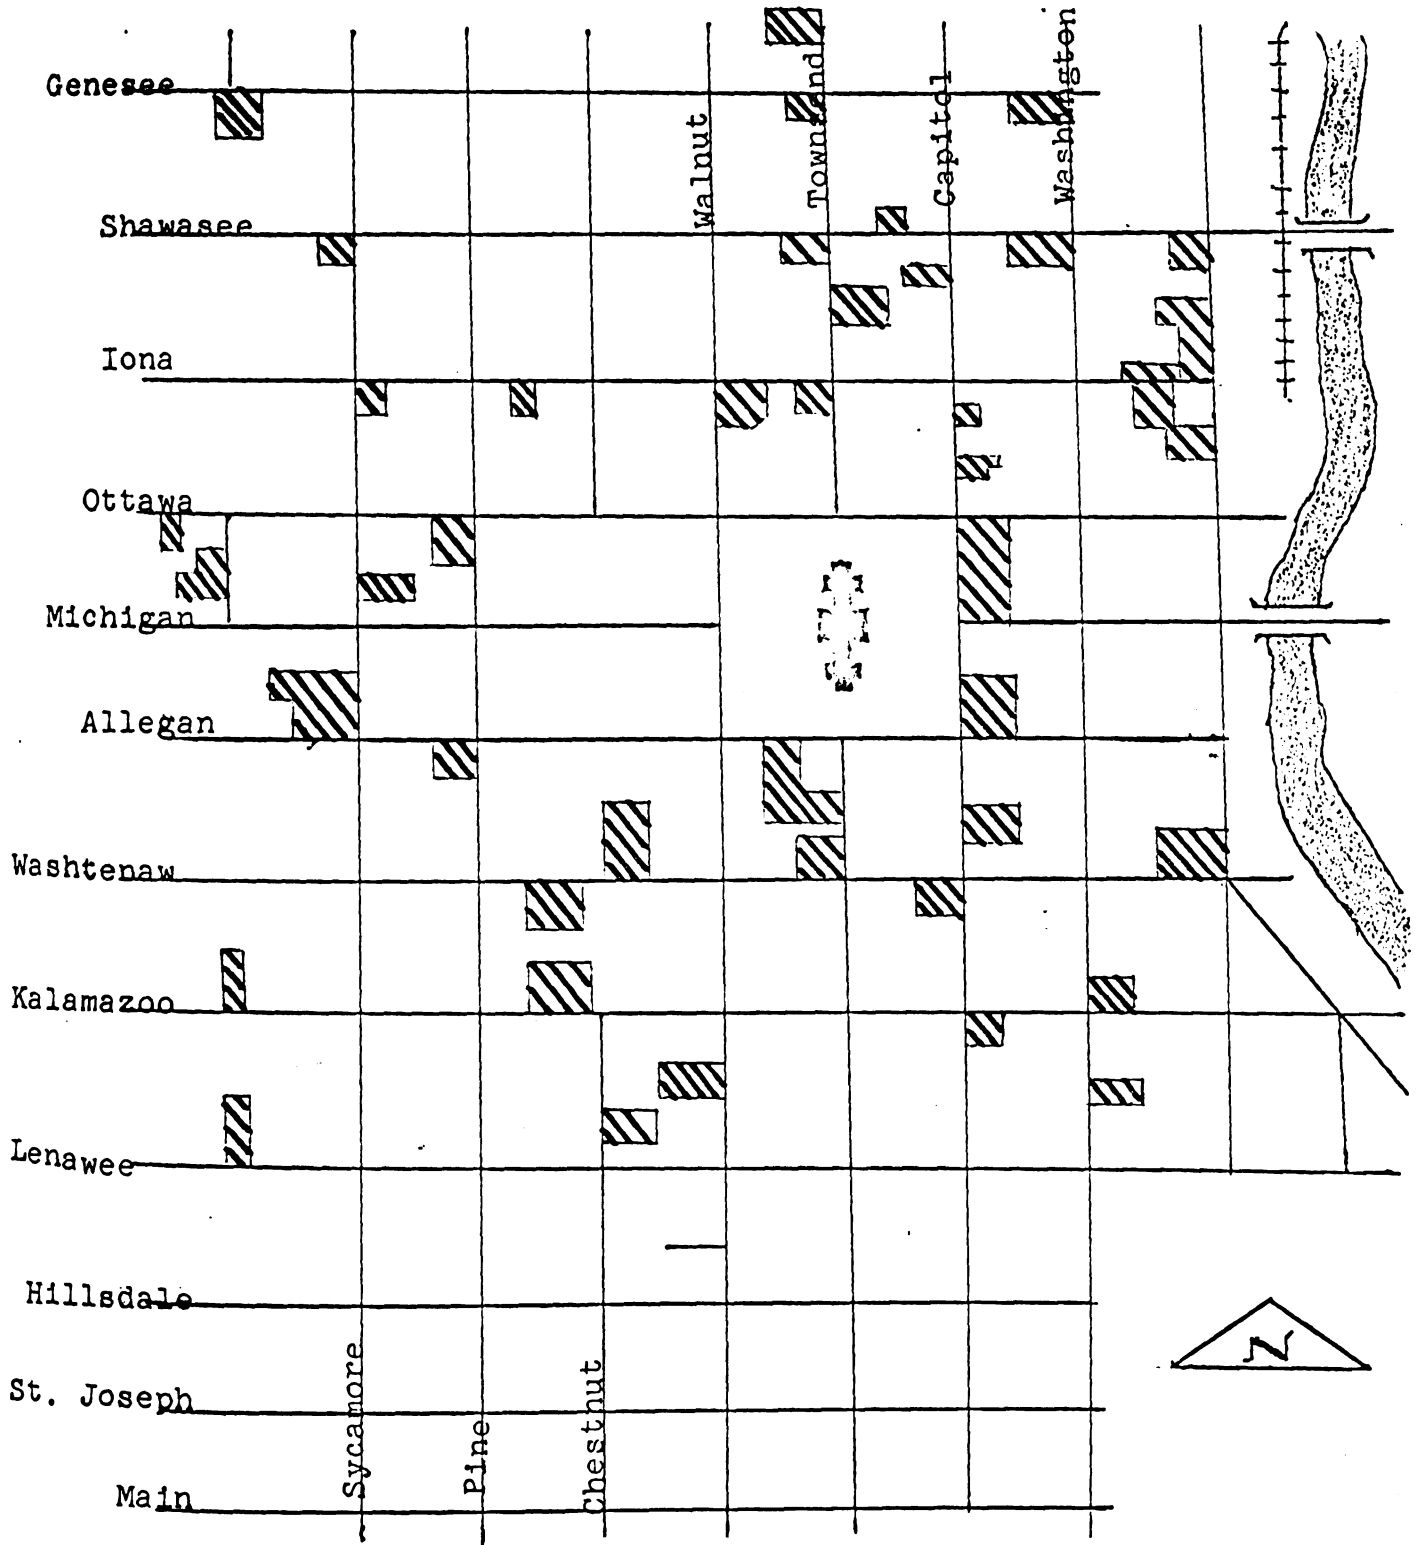 Genesee
Walnut
Townsend
Capitol
Washington
Shawasee
Iona
Ottawa
Michigan
Allegan
Washtenaw
Kalamazoo
Lenawee
Hillsdale
St. Joseph
Main
Sycamore
Pine
Chestnut
N